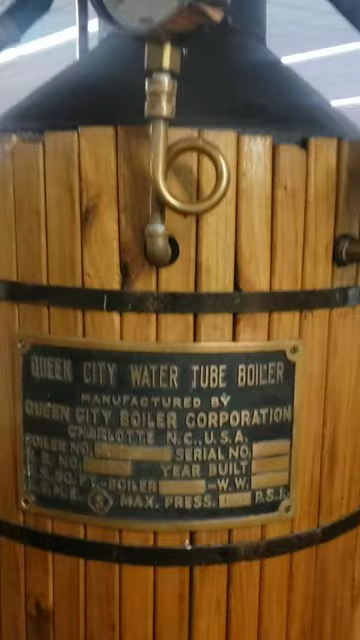 QUEEN CITY WATER TUBE BOILER
MANUFACTURED BY
QUEEN CITY BOILER CORPORATION
CHARLOTTE N.C. U.S.A.
BOILER NO. SERIAL NO.
N.B. NO. YEAR BUILT
SQ. FT.-BOILER -W.W.
MAX. PRESS. P.S.I.